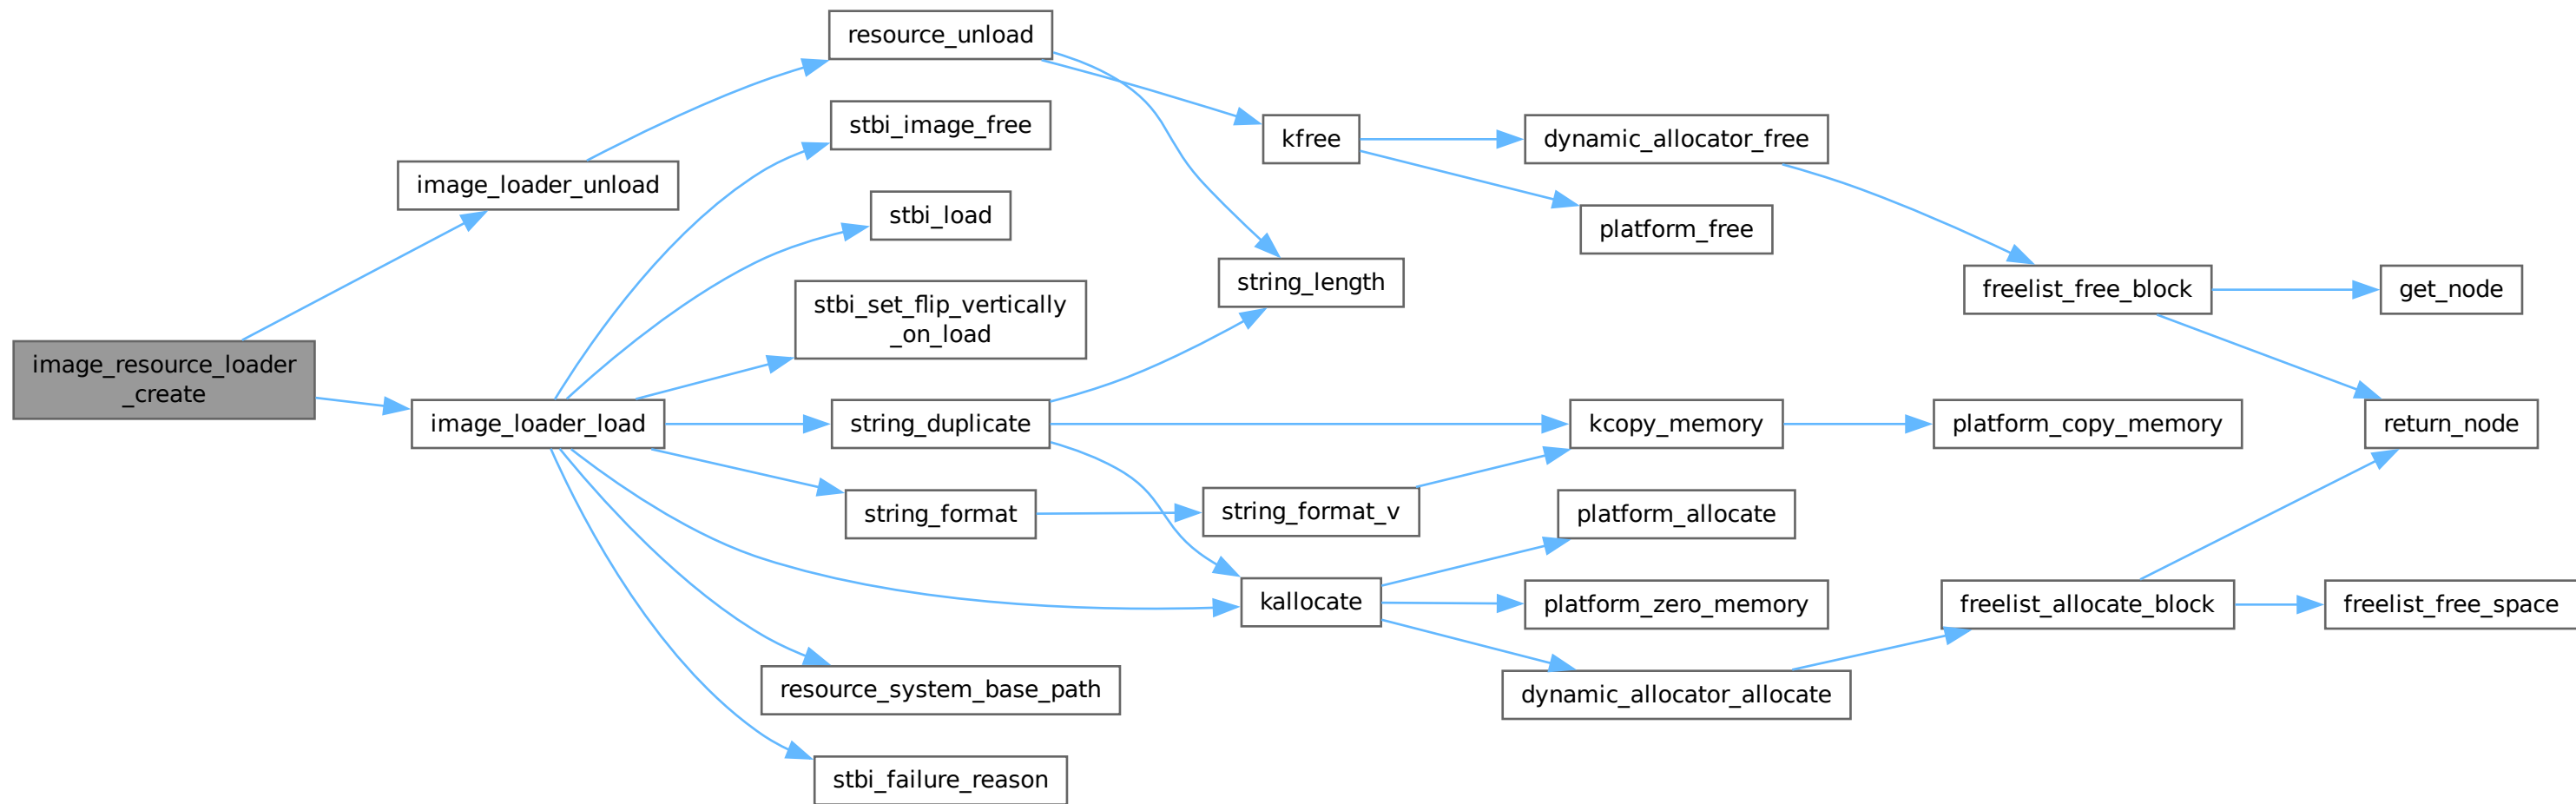 resource_unload
stbi_image_free
kfree
dynamic_allocator_free
image_loader_unload
stbi_load
platform_free
string_length
freelist_free_block
get_node
stbi_set_flip_vertically
_on_load
image_resource_loader
_create
image_loader_load
string_duplicate
kcopy_memory
platform_copy_memory
return_node
string_format
string_format_v
platform_allocate
kallocate
platform_zero_memory
freelist_allocate_block
freelist_free_space
resource_system_base_path
dynamic_allocator_allocate
stbi_failure_reason